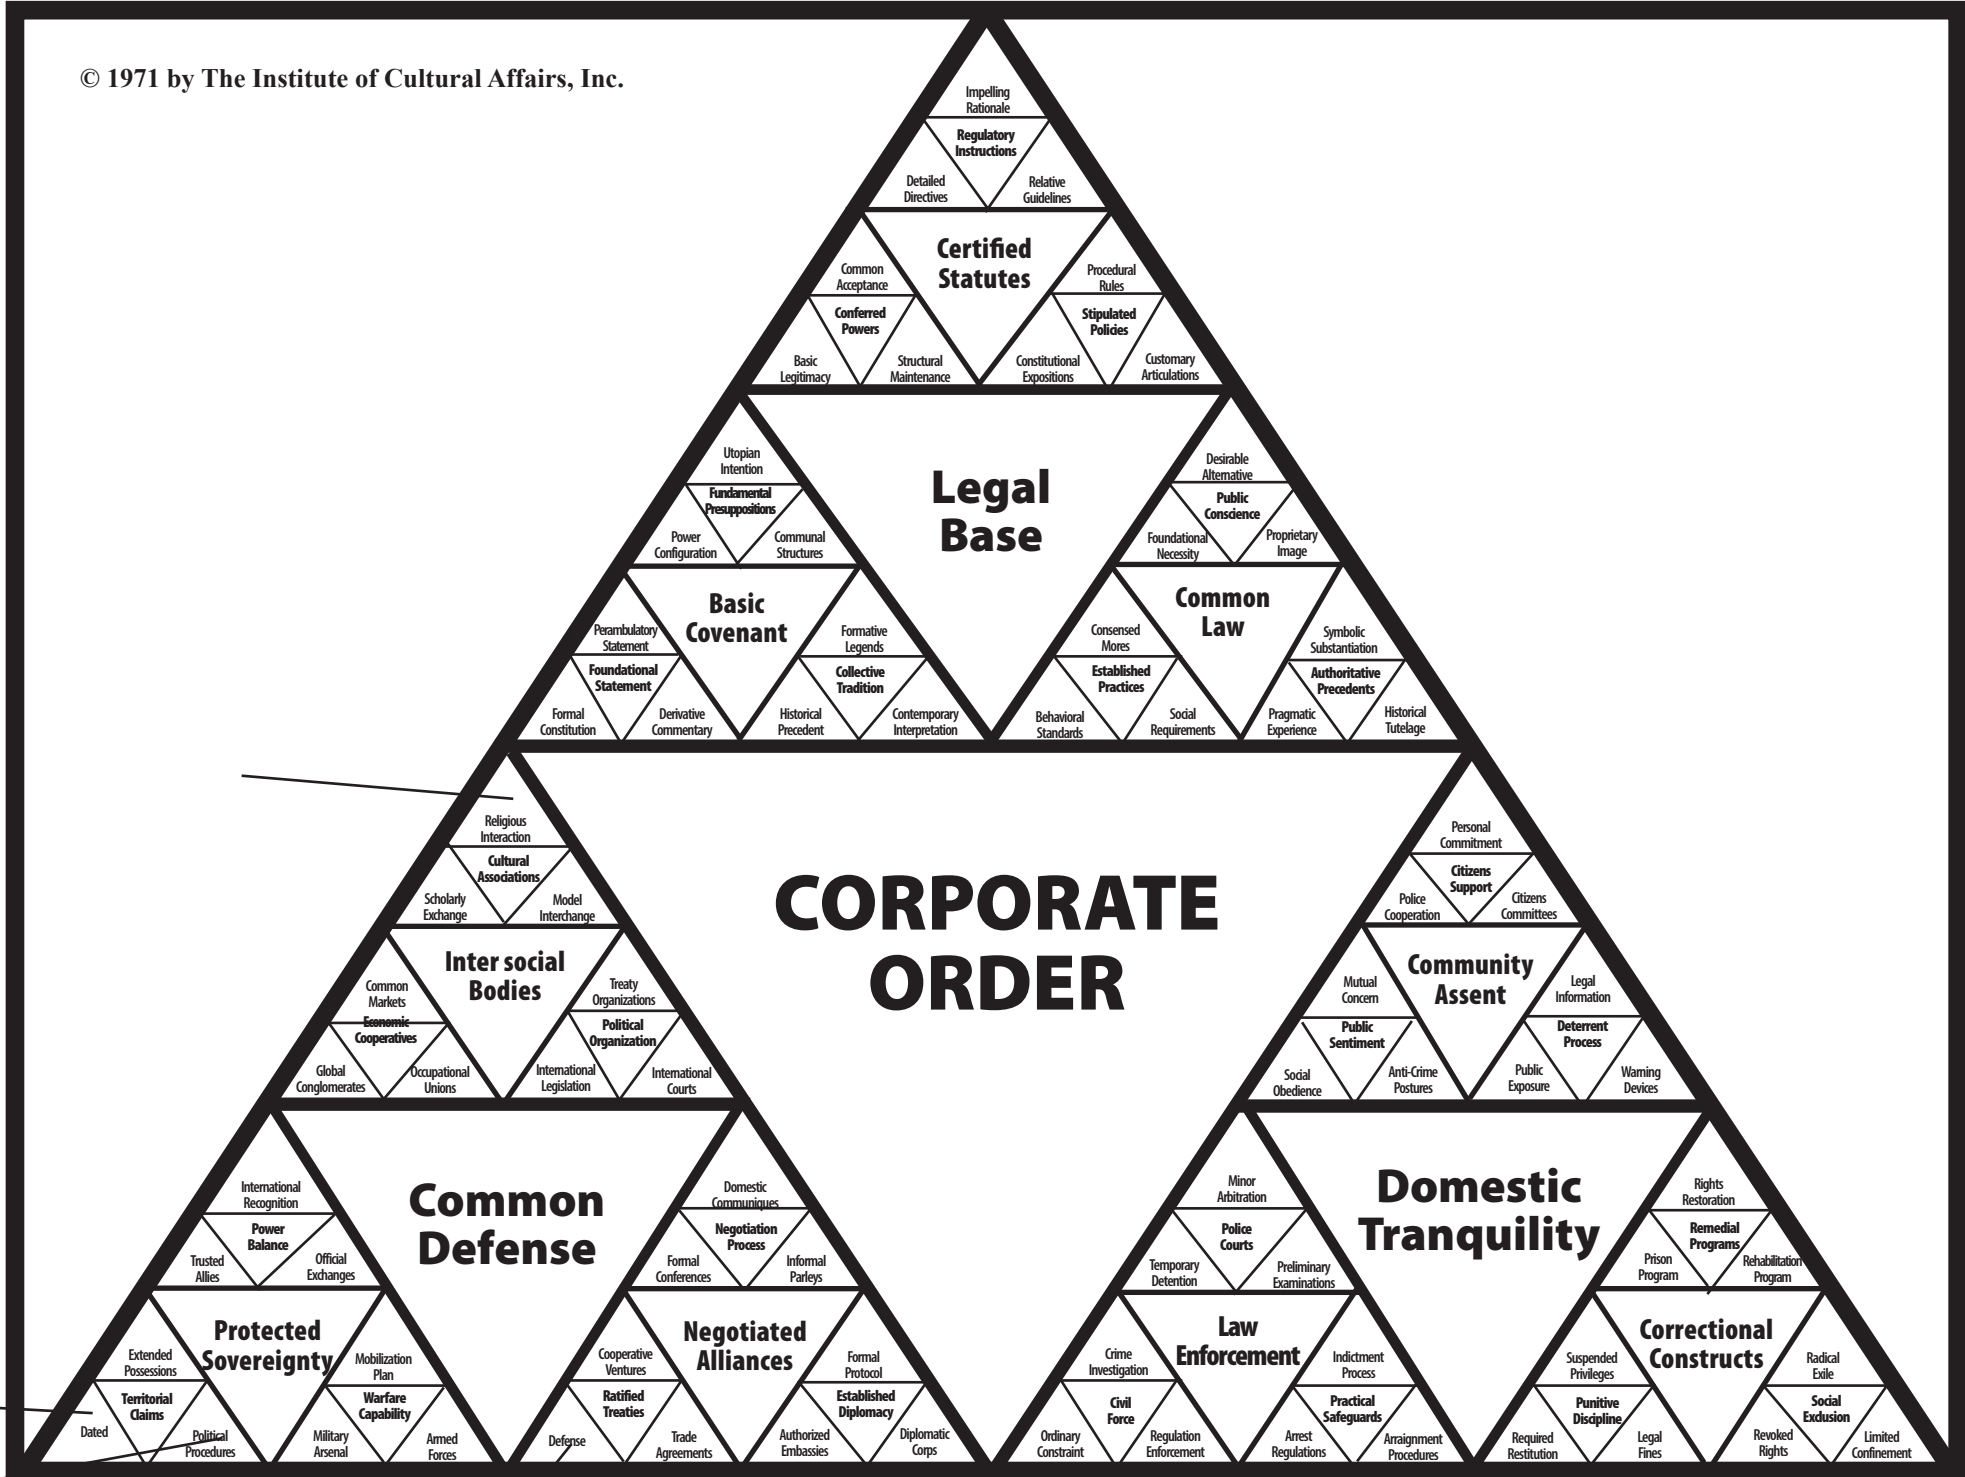 © 1971 by The Institute of Cultural Affairs, Inc.
Impelling
Rationale
Regulatory
Instructions
Detailed
Directives
Relative
Guidelines
Certified
Statutes
Common
Acceptance
Conferred
Powers
Basic
Legitimacy
Structural
Maintenance
Procedural
Rules
Stipulated
Policies
Constitutional
Expositions
Customary
Articulations
Legal
Base
Utopian
Intention
Fundamental
Presuppositions
Power
Configuration
Communal
Structures
Basic
Covenant
Perambulatory
Statement
Foundational
Statement
Formal
Constitution
Derivative
Commentary
Formative
Legends
Collective
Tradition
Historical
Precedent
Contemporary
Interpretation
Desirable
Alternative
Public
Conscience
Foundational
Necessity
Proprietary
Image
Common
Law
Consensed
Mores
Established
Practices
Behavioral
Standards
Social
Requirements
Symbolic
Substantiation
Authoritative
Precedents
Pragmatic
Experience
Historical
Tutelage
CORPORATE
ORDER
Religious
Interaction
Cultural
Associations
Scholarly
Exchange
Model
Interchange
Inter social
Bodies
Common
Markets
Economic
Cooperatives
Global
Conglomerates
Occupational
Unions
Treaty
Organizations
Political
Organization
International
Legislation
International
Courts
Common
Defense
International
Recognition
Power
Balance
Trusted
Allies
Official
Exchanges
Protected
Sovereignty
Extended
Possessions
Territorial
Claims
Dated
Political
Procedures
Mobilization
Plan
Warfare
Capability
Military
Arsenal
Armed
Forces
Domestic
Communiques
Negotiation
Process
Formal
Conferences
Informal
Parleys
Negotiated
Alliances
Cooperative
Ventures
Ratified
Treaties
Defense
Trade
Agreements
Formal
Protocol
Established
Diplomacy
Authorized
Embassies
Diplomatic
Corps
Personal
Commitment
Citizens
Support
Police
Cooperation
Citizens
Committees
Community
Assent
Mutual
Concern
Public
Sentiment
Social
Obedience
Anti-Crime
Postures
Legal
Information
Deterrent
Process
Public
Exposure
Warning
Devices
Domestic
Tranquility
Minor
Arbitration
Police
Courts
Temporary
Detention
Preliminary
Examinations
Law
Enforcement
Crime
Investigation
Civil
Force
Ordinary
Constraint
Regulation
Enforcement
Indictment
Process
Practical
Safeguards
Arrest
Regulations
Arraignment
Procedures
Rights
Restoration
Remedial
Programs
Prison
Program
Rehabilitation
Program
Correctional
Constructs
Suspended
Privileges
Punitive
Discipline
Required
Restitution
Legal
Fines
Radical
Exile
Social
Exclusion
Revoked
Rights
Limited
Confinement